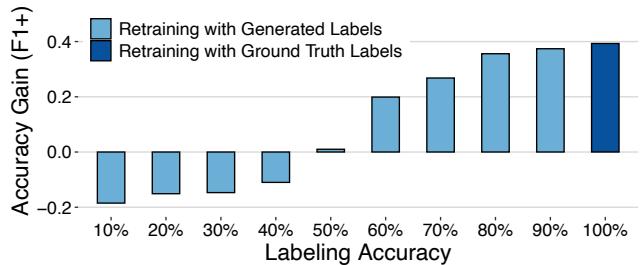 Retraining with Generated Labels
Retraining with Ground Truth Labels
Accuracy Gain (F1+)
0.4
0.2
0.0
−0.2
10% 20% 30% 40% 50% 60% 70% 80% 90% 100%
Labeling Accuracy